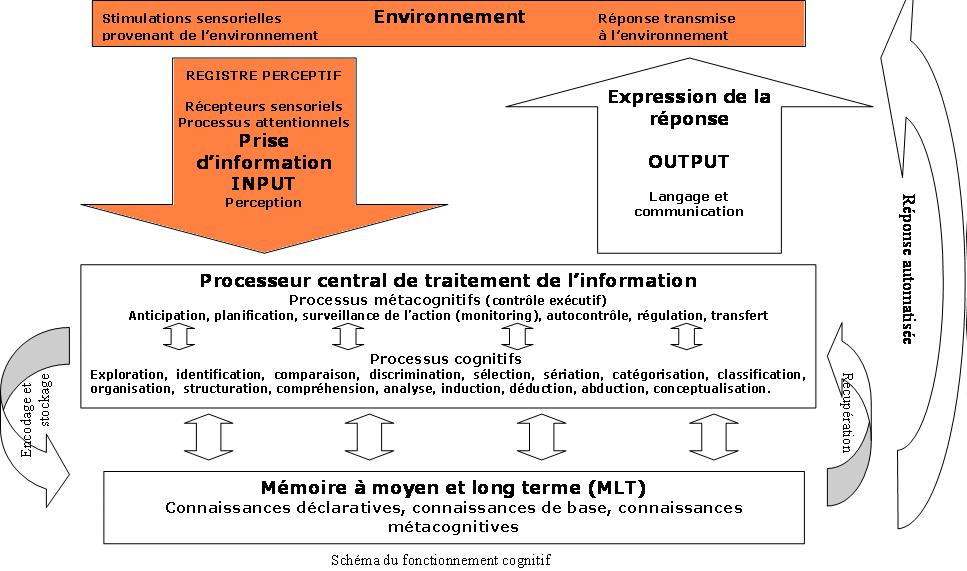 Stimulations sensorielles
provenant de l'environnement
Environnement
Réponse transmise
à l'environnement
REGISTRE PERCEPTIF
Récepteurs sensoriels
Processus attentionnels
Prise
d'information
INPUT
Perception
Expression de la
réponse
OUTPUT
Langage et
communication
Réponse automatisée
Processeur central de traitement de l'information
Processus métacognitifs (contrôle exécutif)
Anticipation, planification, surveillance de l'action (monitoring), autocontrôle, régulation, transfert
Processus cognitifs
Exploration, identification, comparaison, discrimination, sélection, sériation, catégorisation, classification,
organisation, structuration, compréhension, analyse, induction, déduction, abduction, conceptualisation.
Encodage et
stockage
Récupération
Mémoire à moyen et long terme (MLT)
Connaissances déclaratives, connaissances de base, connaissances
métacognitives
Schéma du fonctionnement cognitif